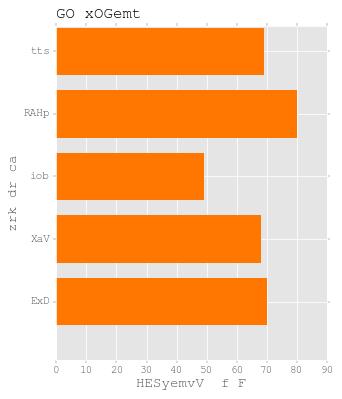 GO xOGemt
tts
RAHp
iob
XaV
ExD
zrk dr ca
0 10 20 30 40 50 60 70 80 90
HESyemvV  f F